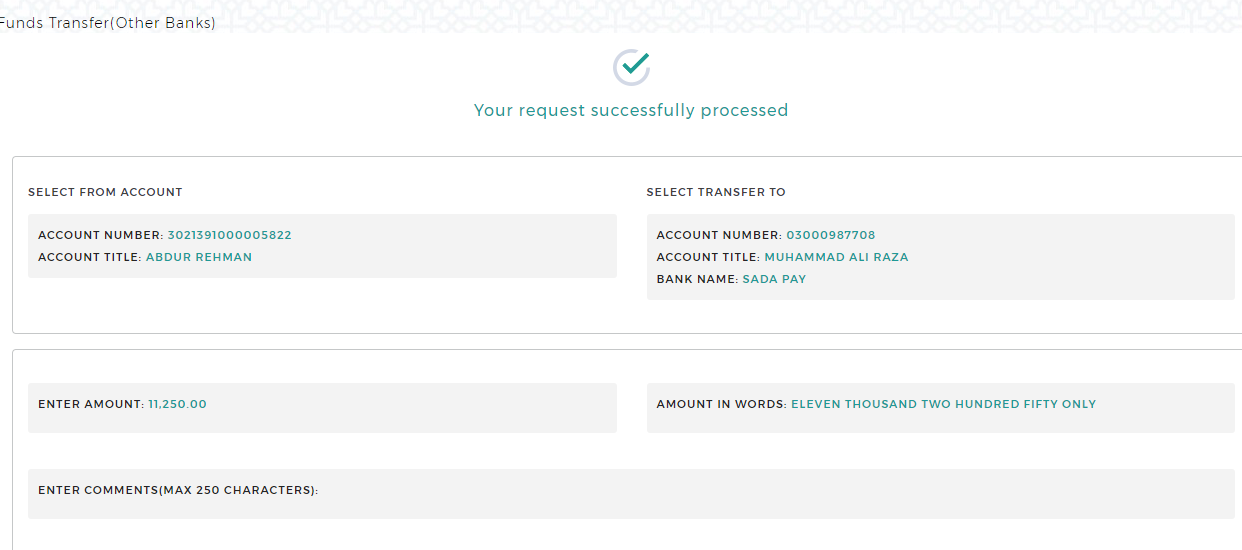 Funds Transfer(Other Banks)
Your request successfully processed
SELECT FROM ACCOUNT
ACCOUNT NUMBER: 3021391000005822
ACCOUNT TITLE: ABDUR REHMAN
SELECT TRANSFER TO
ACCOUNT NUMBER: 03000987708
ACCOUNT TITLE: MUHAMMAD ALI RAZA
BANK NAME: SADA PAY
ENTER AMOUNT: 11,250.00
AMOUNT IN WORDS: ELEVEN THOUSAND TWO HUNDRED FIFTY ONLY
ENTER COMMENTS(MAX 250 CHARACTERS):